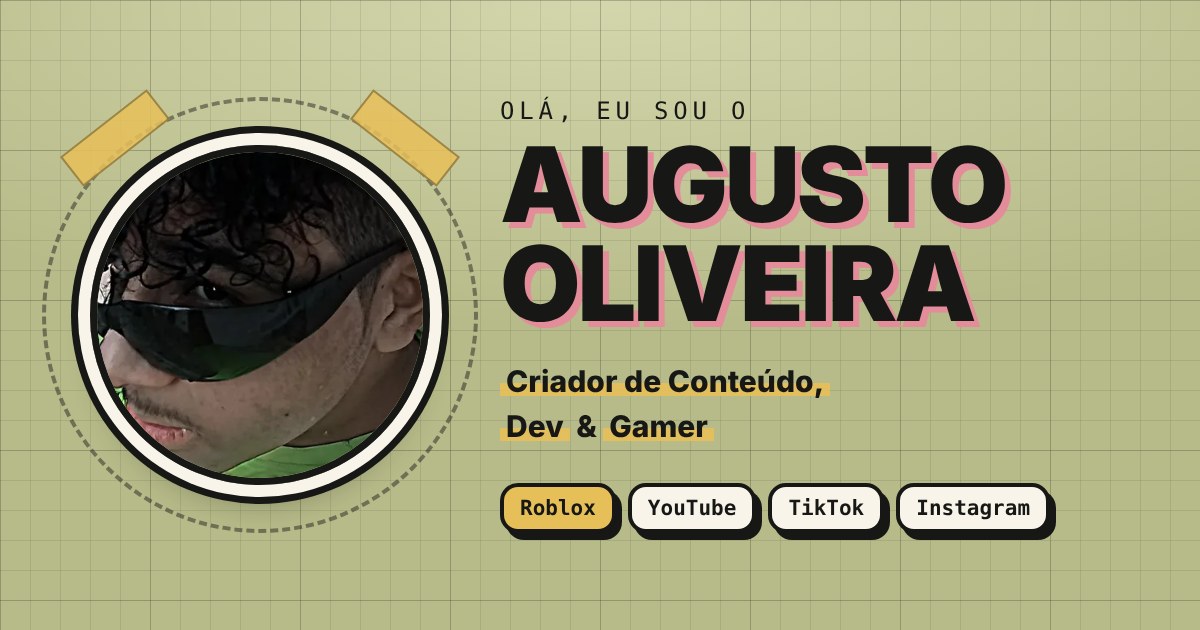 OLÁ, EU SOU O
AUGUSTO
OLIVEIRA
Criador de Conteúdo,
Dev & Gamer
Roblox YouTube TikTok Instagram